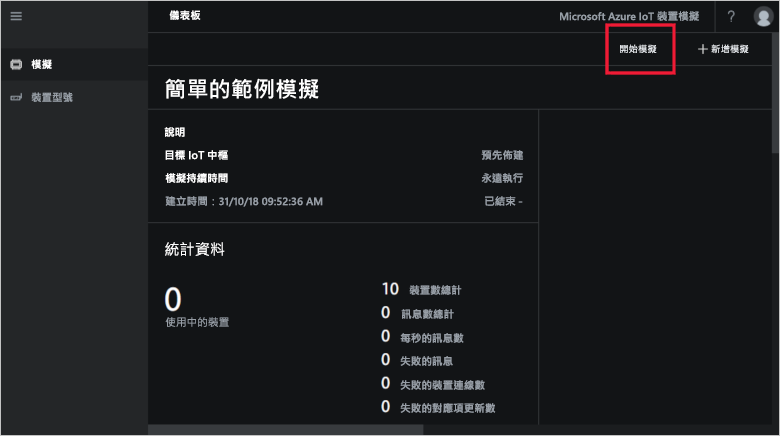 儀表板
Microsoft Azure IoT 裝置模擬
?
開始模擬
新增模擬
模擬
裝置型號
簡單的範例模擬
說明
目標 IoT 中樞 預先佈建
模擬持續時間 永遠執行
建立時間：31/10/18 09:52:36 AM 已結束 -
統計資料
0
使用中的裝置
10 裝置數總計
0 訊息數總計
0 每秒的訊息數
0 失敗的訊息
0 失敗的裝置連線數
0 失敗的對應項更新數